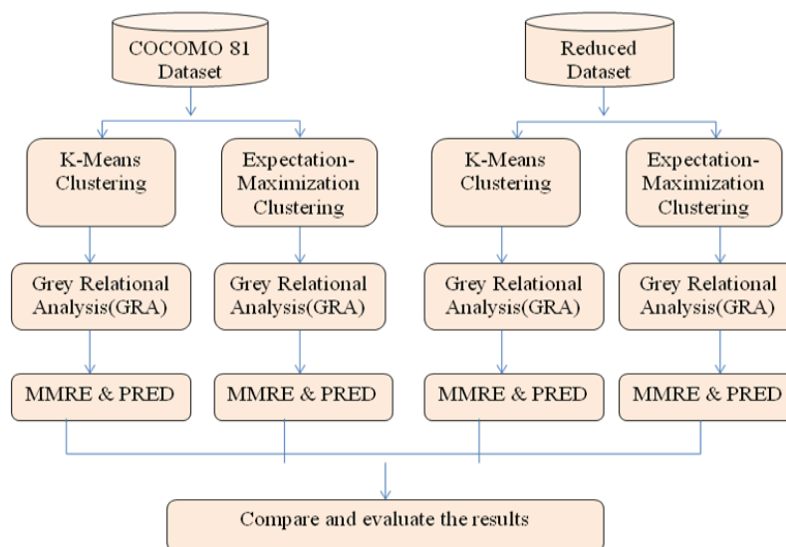 COCOMO 81
Dataset
Reduced
Dataset
K-Means
Clustering
Expectation-
Maximization
Clustering
K-Means
Clustering
Expectation-
Maximization
Clustering
Grey Relational
Analysis(GRA)
Grey Relational
Analysis(GRA)
Grey Relational
Analysis(GRA)
Grey Relational
Analysis(GRA)
MMRE & PRED
MMRE & PRED
MMRE & PRED
MMRE & PRED
Compare and evaluate the results